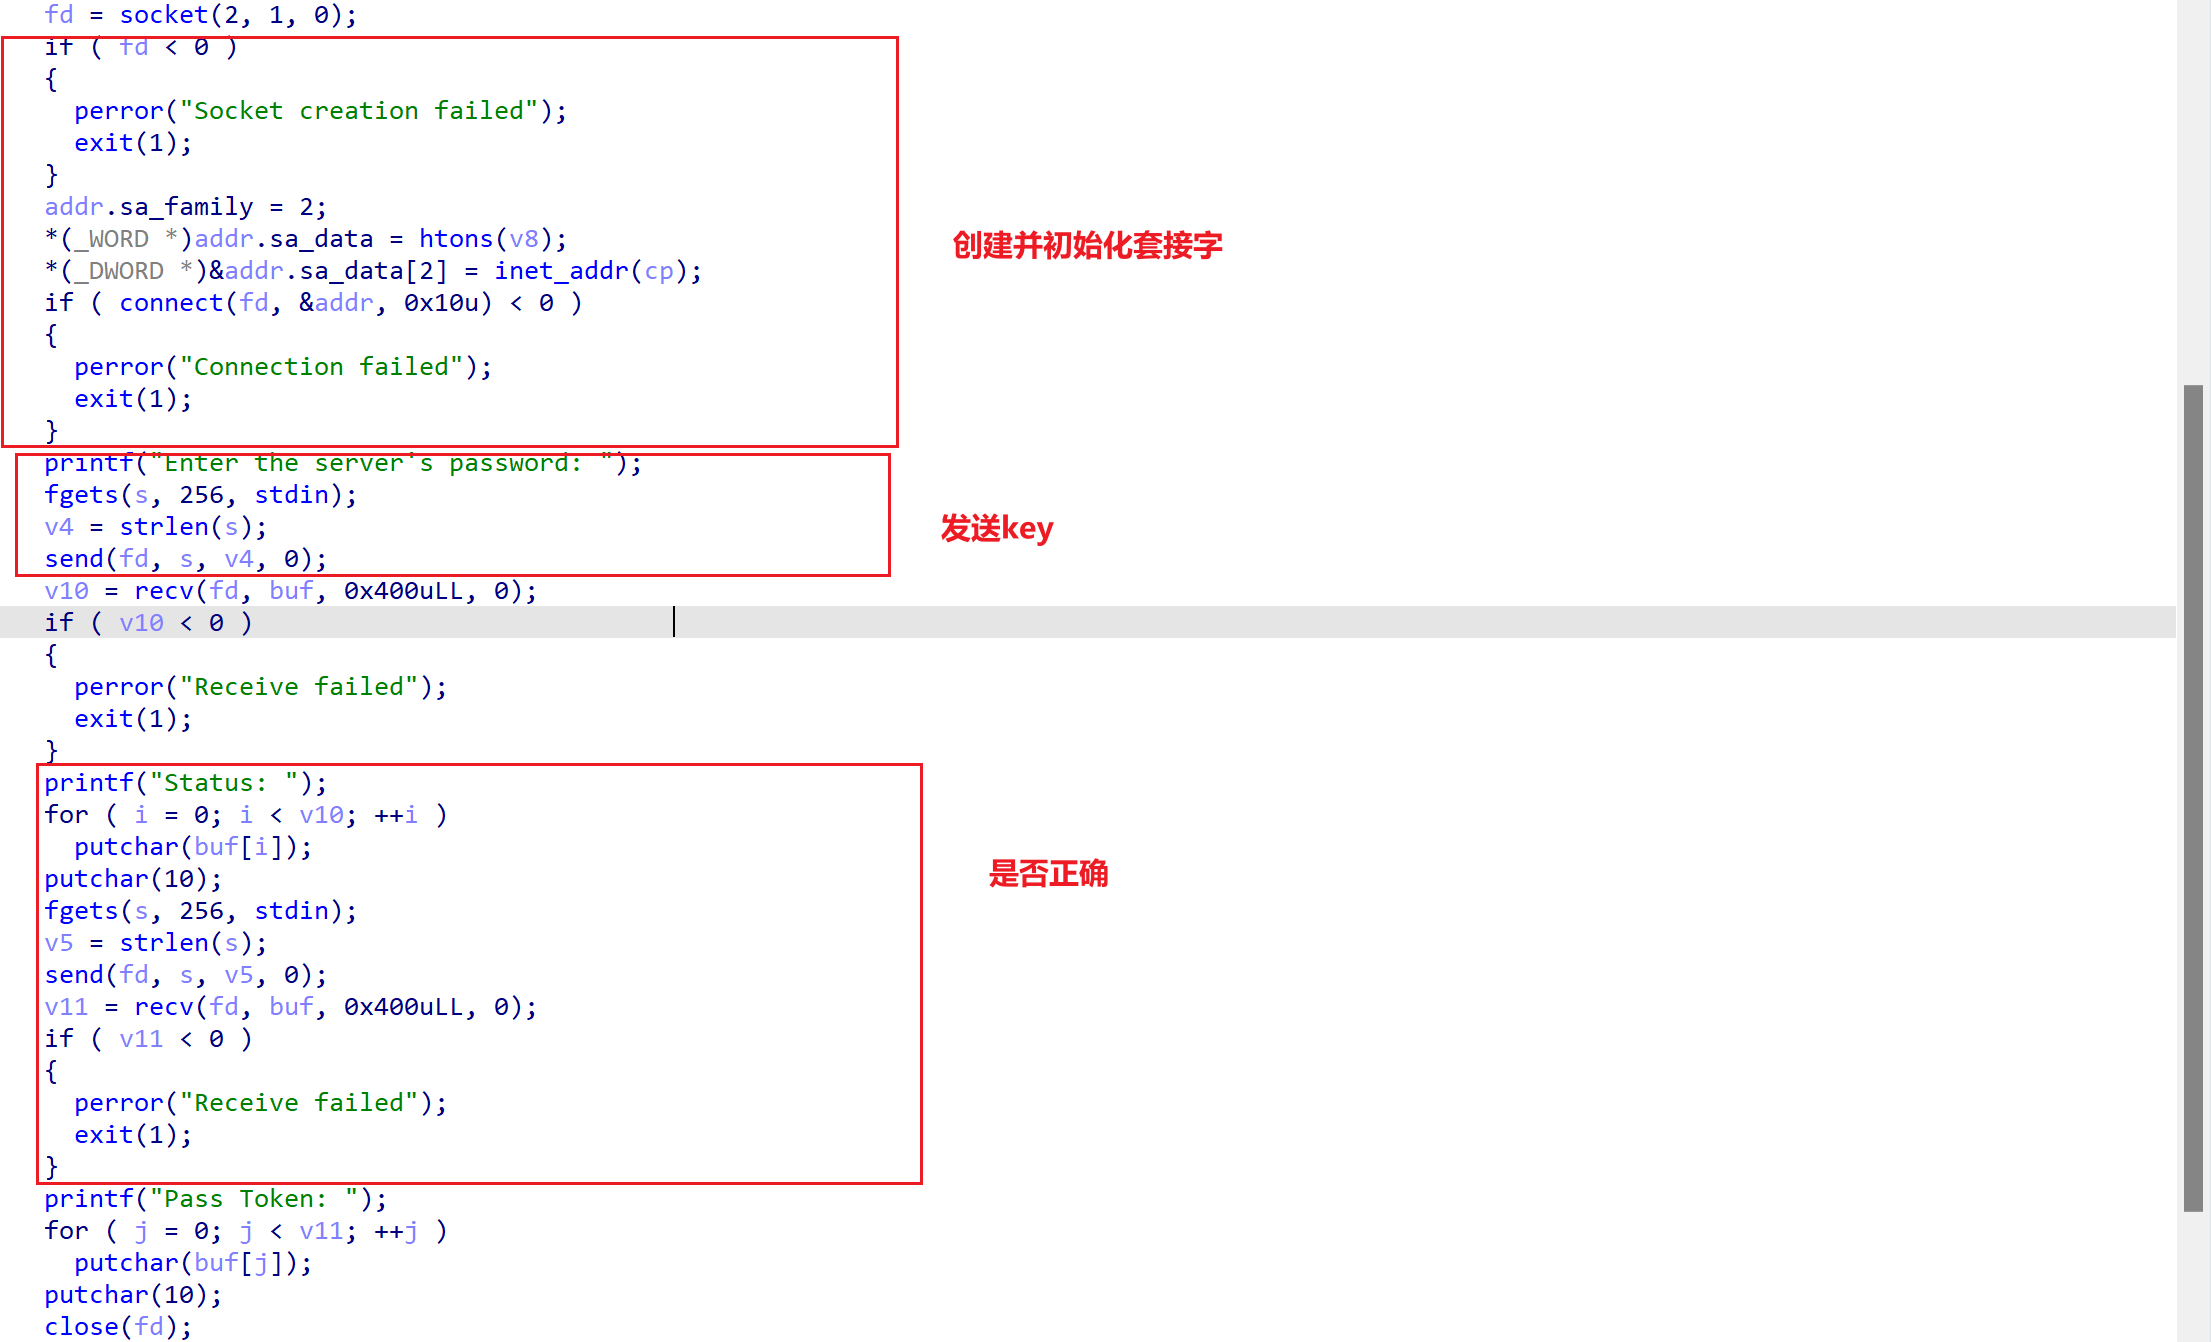 fd = socket(2, 1, 0);
if ( fd < 0 )
{
perror("Socket creation failed");
exit(1);
}
addr.sa_family = 2;
*(_WORD *)addr.sa_data = htons(v8);
创建并初始化套接字
*(_DWORD *)&addr.sa_data[2] = inet_addr(cp);
if ( connect(fd, &addr, 0x10u) < 0 )
{
perror("Connection failed");
exit(1);
}
printf("Enter the server's password: ");
fgets(s, 256, stdin);
v4 = strlen(s);
发送key
send(fd, s, v4, 0);
v10 = recv(fd, buf, 0x400uLL, 0);
if ( v10 < 0 )
{
perror("Receive failed");
exit(1);
}
printf("Status: ");
for ( i = 0; i < v10; ++i )
putchar(buf[i]);
putchar(10);
是否正确
fgets(s, 256, stdin);
v5 = strlen(s);
send(fd, s, v5, 0);
v11 = recv(fd, buf, 0x400uLL, 0);
if ( v11 < 0 )
{
perror("Receive failed");
exit(1);
}
printf("Pass Token: ");
for ( j = 0; j < v11; ++j )
putchar(buf[j]);
putchar(10);
close(fd);